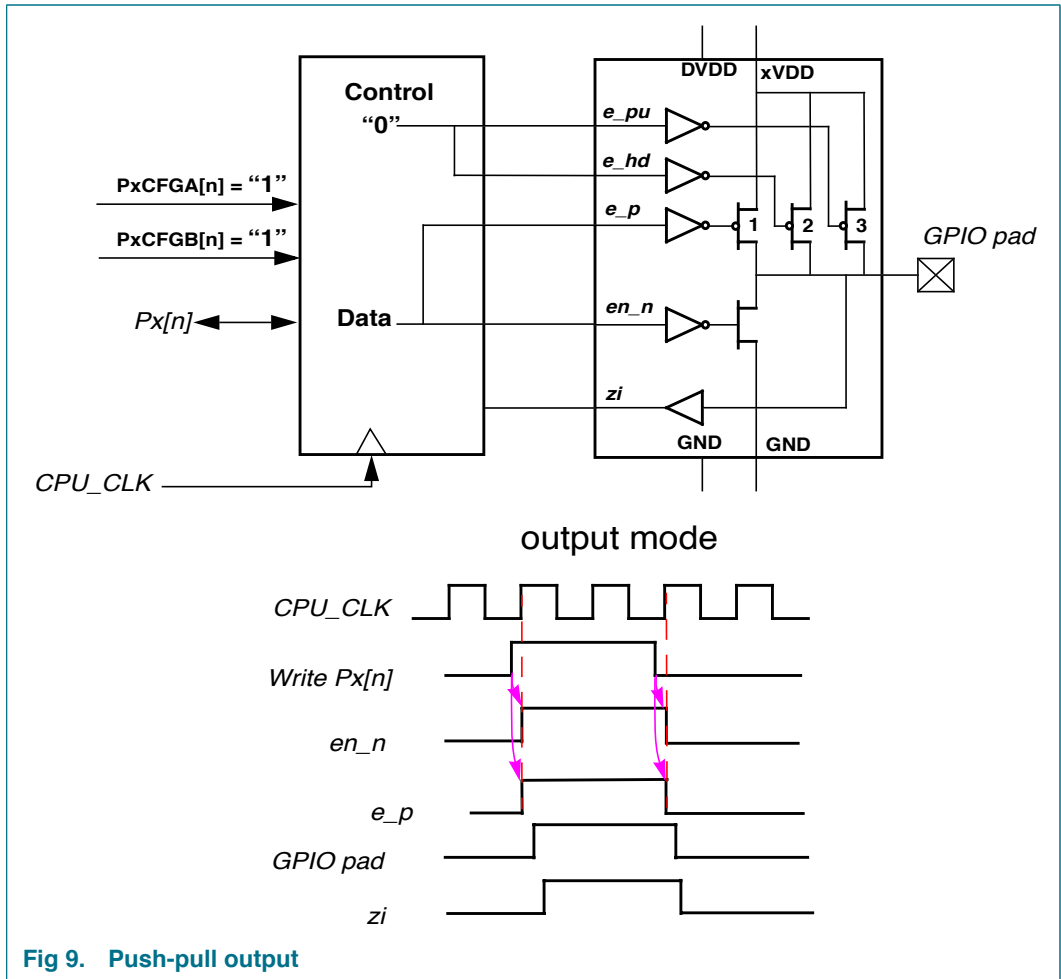 DVDD
xVDD
Control
“0”
e_pu
e_hd
PxCFGA[n] = “1”
e_p
1
2
3
GPIO pad
PxCFGB[n] = “1”
Px[n]
Data
en_n
zi
GND
GND
CPU_CLK
output mode
CPU_CLK
Write Px[n]
en_n
e_p
GPIO pad
zi
Fig 9. Push-pull output